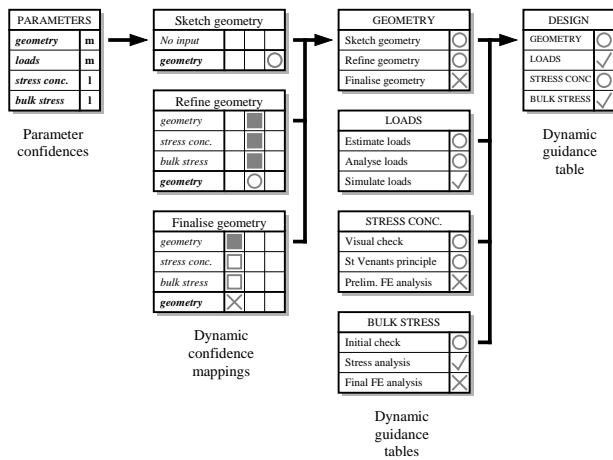 PARAMETERS
geometry m
loads m
stress conc. l
bulk stress l
Parameter
confidences
Sketch geometry
No input
geometry
Refine geometry
geometry
stress conc.
bulk stress
geometry
Finalise geometry
geometry
stress conc.
bulk stress
geometry
Dynamic
confidence
mappings
GEOMETRY
Sketch geometry
Refine geometry
Finalise geometry
LOADS
Estimate loads
Analyse loads
Simulate loads
STRESS CONC.
Visual check
St Venants principle
Prelim. FE analysis
BULK STRESS
Initial check
Stress analysis
Final FE analysis
Dynamic
guidance
tables
DESIGN
GEOMETRY
LOADS
STRESS CONC
BULK STRESS
Dynamic
guidance
table